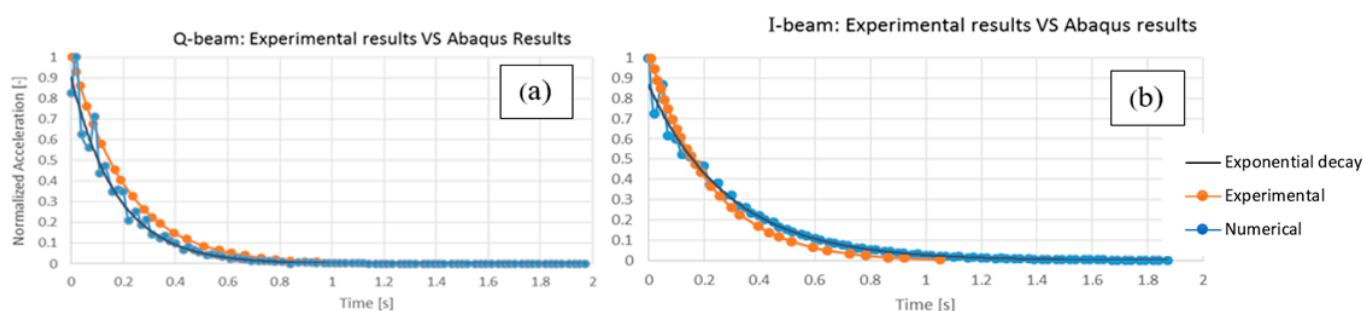 Q-beam: Experimental results VS Abaqus Results
(a)
Normalized Acceleration [-]
1
0.9
0.8
0.7
0.6
0.5
0.4
0.3
0.2
0.1
0
0 0.2 0.4 0.6 0.8 1 1.2 1.4 1.6 1.8 2
Time [s]
I-beam: Experimental results VS Abaqus results
(b)
1
0.9
0.8
0.7
0.6
0.5
0.4
0.3
0.2
0.1
0
0 0.2 0.4 0.6 0.8 1 1.2 1.4 1.6 1.8 2
Time [s]
Exponential decay
Experimental
Numerical